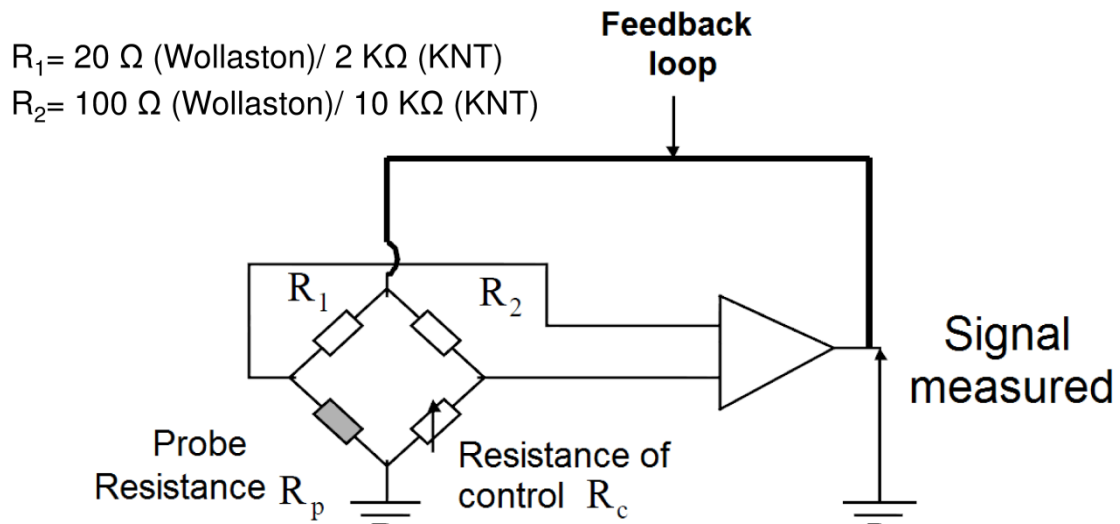 Feedback
loop
R₁= 20 Ω (Wollaston)/ 2 KΩ (KNT)
R₂= 100 Ω (Wollaston)/ 10 KΩ (KNT)
R₁
R₂
Signal
measured
Probe
Resistance Rₚ
Resistance of
control R_c